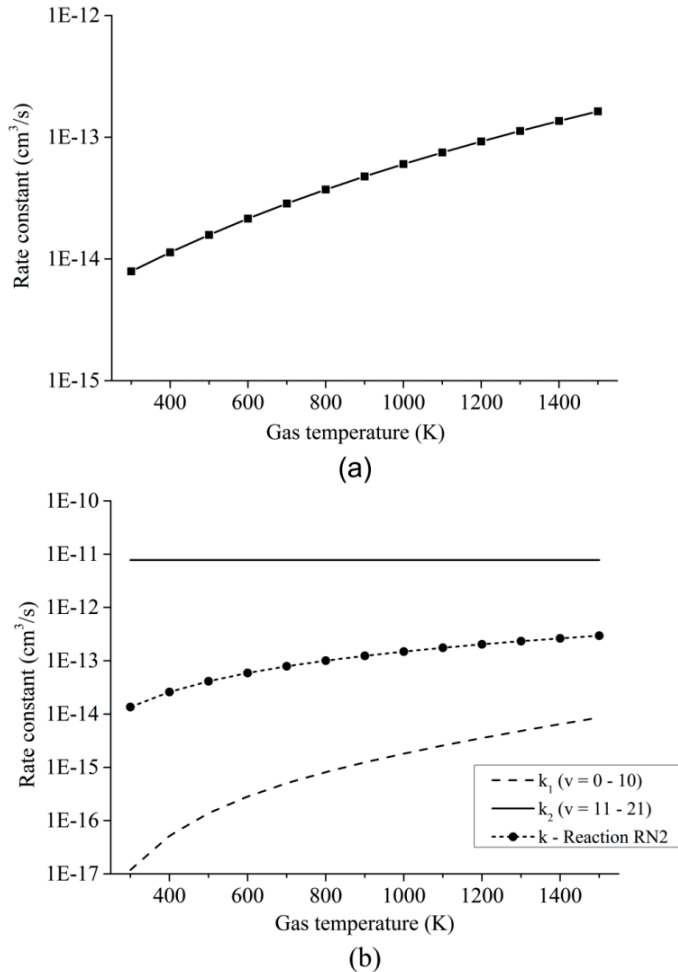 1E-12
1E-13
1E-14
1E-15
Rate constant (cm³/s)
400 600 800 1000 1200 1400
Gas temperature (K)
(a)
1E-10
1E-11
1E-12
1E-13
1E-14
1E-15
1E-16
1E-17
Rate constant (cm³/s)
k₁ (v = 0 - 10)
k₂ (v = 11 - 21)
k - Reaction RN2
400 600 800 1000 1200 1400
Gas temperature (K)
(b)